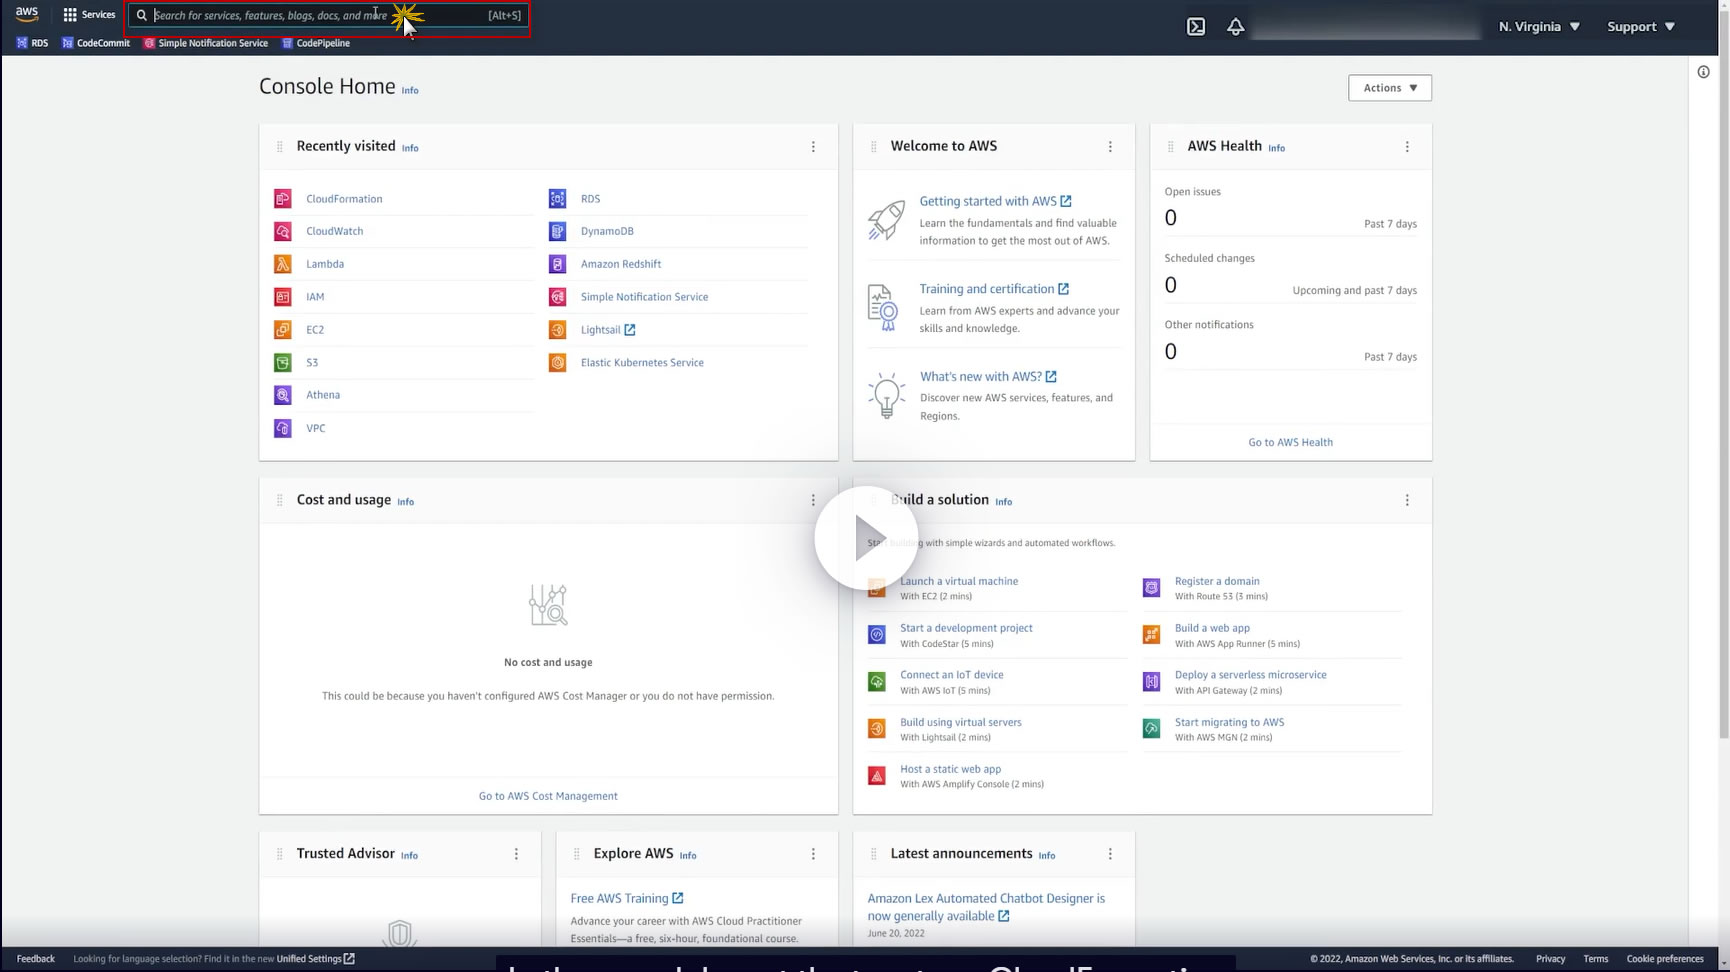 aws
Services
Search for services, features, blogs, docs, and more
[Alt+S]
N. Virginia
Support
RDS
CodeCommit
Simple Notification Service
CodePipeline
Console Home Info
Actions
Recently visited Info
CloudFormation
CloudWatch
Lambda
IAM
EC2
S3
Athena
VPC
RDS
DynamoDB
Amazon Redshift
Simple Notification Service
Lightsail
Elastic Kubernetes Service
Welcome to AWS
Getting started with AWS
Learn the fundamentals and find valuable
information to get the most out of AWS.
Training and certification
Learn from AWS experts and advance your
skills and knowledge.
What's new with AWS?
Discover new AWS services, features, and
Regions.
AWS Health Info
Open issues
0
Past 7 days
Scheduled changes
0
Upcoming and past 7 days
Other notifications
0
Past 7 days
Go to AWS Health
Cost and usage Info
No cost and usage
This could be because you haven't configured AWS Cost Manager or you do not have permission.
Go to AWS Cost Management
Build a solution Info
Start building with simple wizards and automated workflows.
Launch a virtual machine
With EC2 (2 mins)
Start a development project
With CodeStar (5 mins)
Connect an IoT device
With AWS IoT (5 mins)
Build using virtual servers
With Lightsail (2 mins)
Host a static web app
With AWS Amplify Console (2 mins)
Register a domain
With Route 53 (3 mins)
Build a web app
With AWS App Runner (5 mins)
Deploy a serverless microservice
With API Gateway (2 mins)
Start migrating to AWS
With AWS MGN (2 mins)
Trusted Advisor Info
Explore AWS Info
Free AWS Training
Advance your career with AWS Cloud Practitioner
Essentials—a free, six-hour, foundational course.
Latest announcements Info
Amazon Lex Automated Chatbot Designer is
now generally available
June 20, 2022
Feedback
Looking for language selection? Find it in the new Unified Settings
© 2022, Amazon Web Services, Inc. or its affiliates.
Privacy
Terms
Cookie preferences